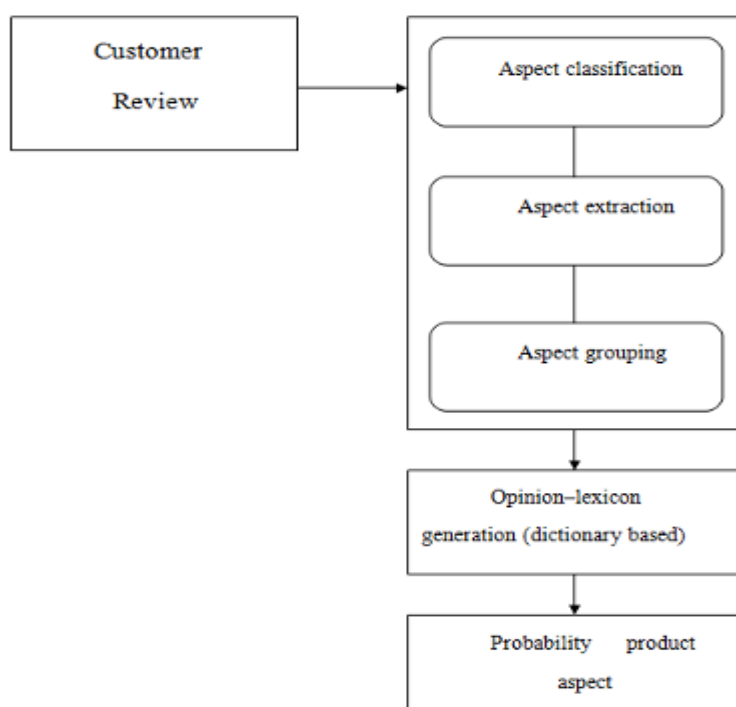 Customer
Review
Aspect classification
Aspect extraction
Aspect grouping
Opinion–lexicon
generation (dictionary based)
Probability product
aspect